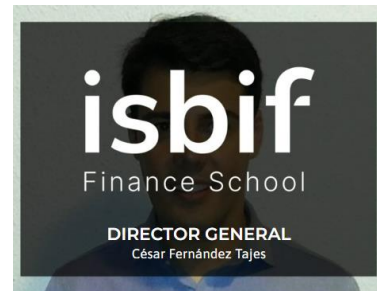 isbif
Finance School
DIRECTOR GENERAL
César Fernández Tajes